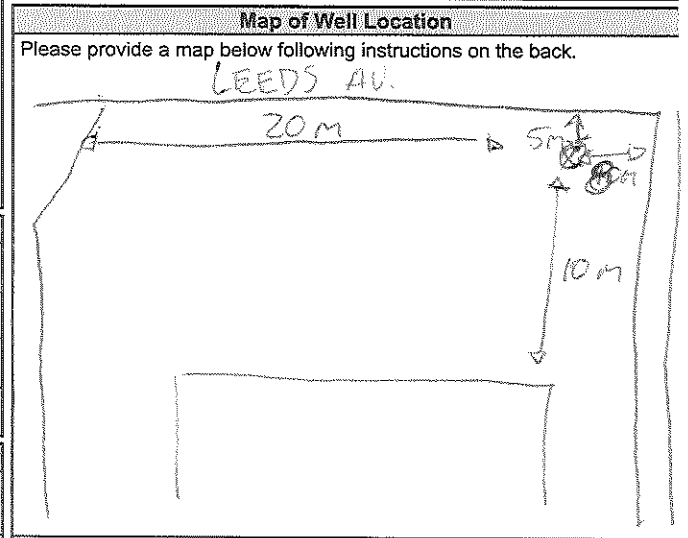 Map of Well Location
Please provide a map below following instructions on the back.
LEEDS AV.
20 M
5m
10 m